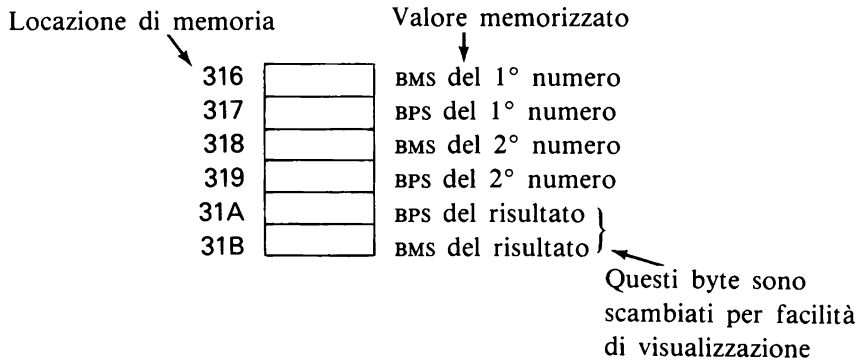 Locazione di memoria
Valore memorizzato
316 BMS del 1° numero
317 BPS del 1° numero
318 BMS del 2° numero
319 BPS del 2° numero
31A BPS del risultato
31B BMS del risultato
Questi byte sono
scambiati per facilità
di visualizzazione